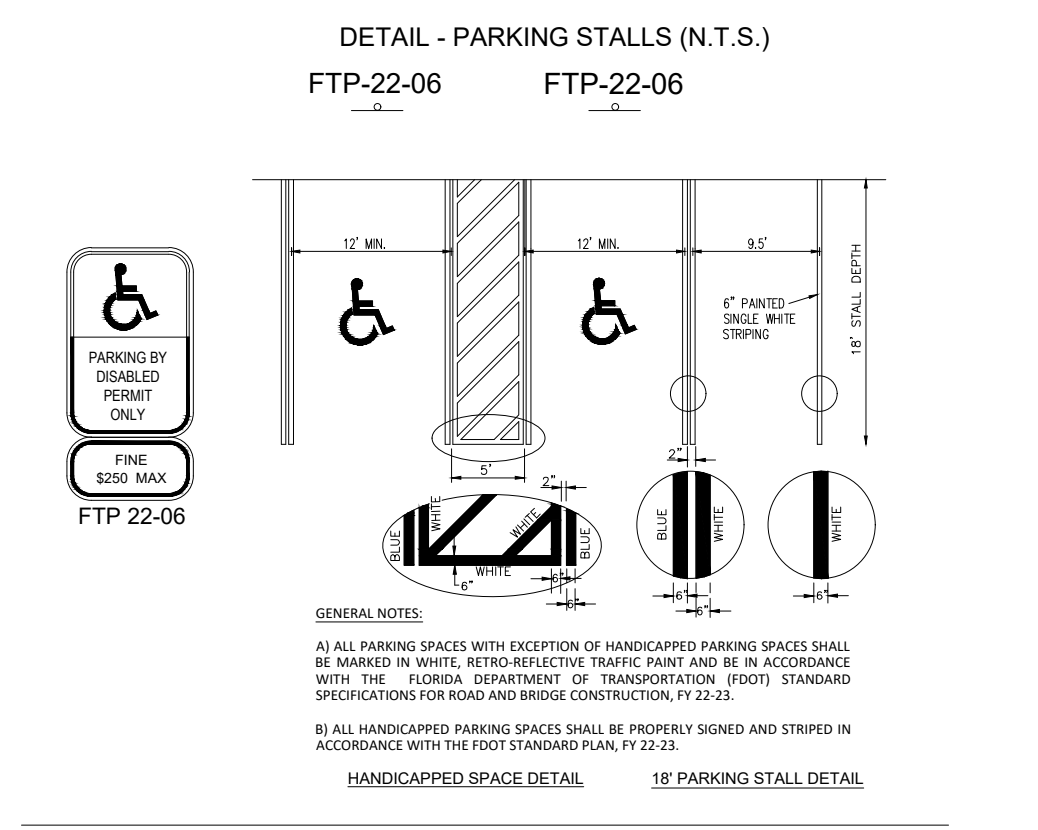 DETAIL - PARKING STALLS (N.T.S.)
FTP-22-06
FTP-22-06
12' MIN.
12' MIN.
9.5'
6" PAINTED
SINGLE WHITE
STRIPING
18' STALL DEPTH
PARKING BY
DISABLED
PERMIT
ONLY
FINE
$250 MAX
FTP 22-06
5'
2"
2"
BLUE
WHITE
WHITE
BLUE
WHITE
6"
6"
6"
BLUE
WHITE
6"
6"
WHITE
6"
GENERAL NOTES:
A) ALL PARKING SPACES WITH EXCEPTION OF HANDICAPPED PARKING SPACES SHALL
BE MARKED IN WHITE, RETRO-REFLECTIVE TRAFFIC PAINT AND BE IN ACCORDANCE
WITH THE FLORIDA DEPARTMENT OF TRANSPORTATION (FDOT) STANDARD
SPECIFICATIONS FOR ROAD AND BRIDGE CONSTRUCTION, FY 22-23.
B) ALL HANDICAPPED PARKING SPACES SHALL BE PROPERLY SIGNED AND STRIPED IN
ACCORDANCE WITH THE FDOT STANDARD PLAN, FY 22-23.
HANDICAPPED SPACE DETAIL
18' PARKING STALL DETAIL